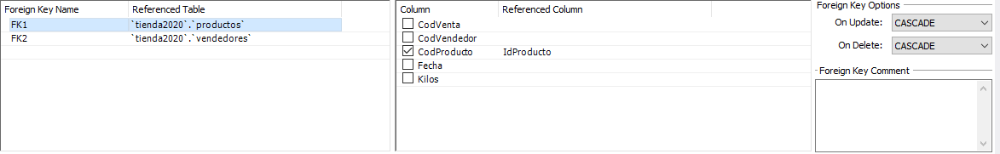 Foreign Key Name Referenced Table
FK1 `tienda2020`.`productos`
FK2 `tienda2020`.`vendedores`
Column Referenced Column
CodVenta
CodVendedor
CodProducto IdProducto
Fecha
Kilos
Foreign Key Options
On Update: CASCADE
On Delete: CASCADE
Foreign Key Comment